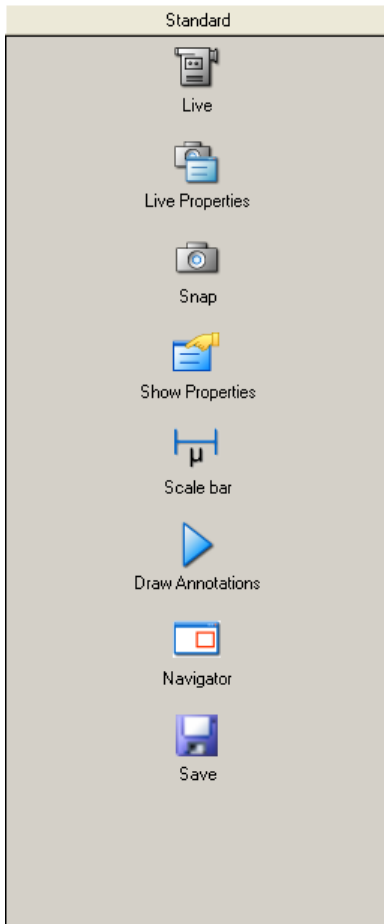 Standard
Live
Live Properties
Snap
Show Properties
µ
Scale bar
Draw Annotations
Navigator
Save